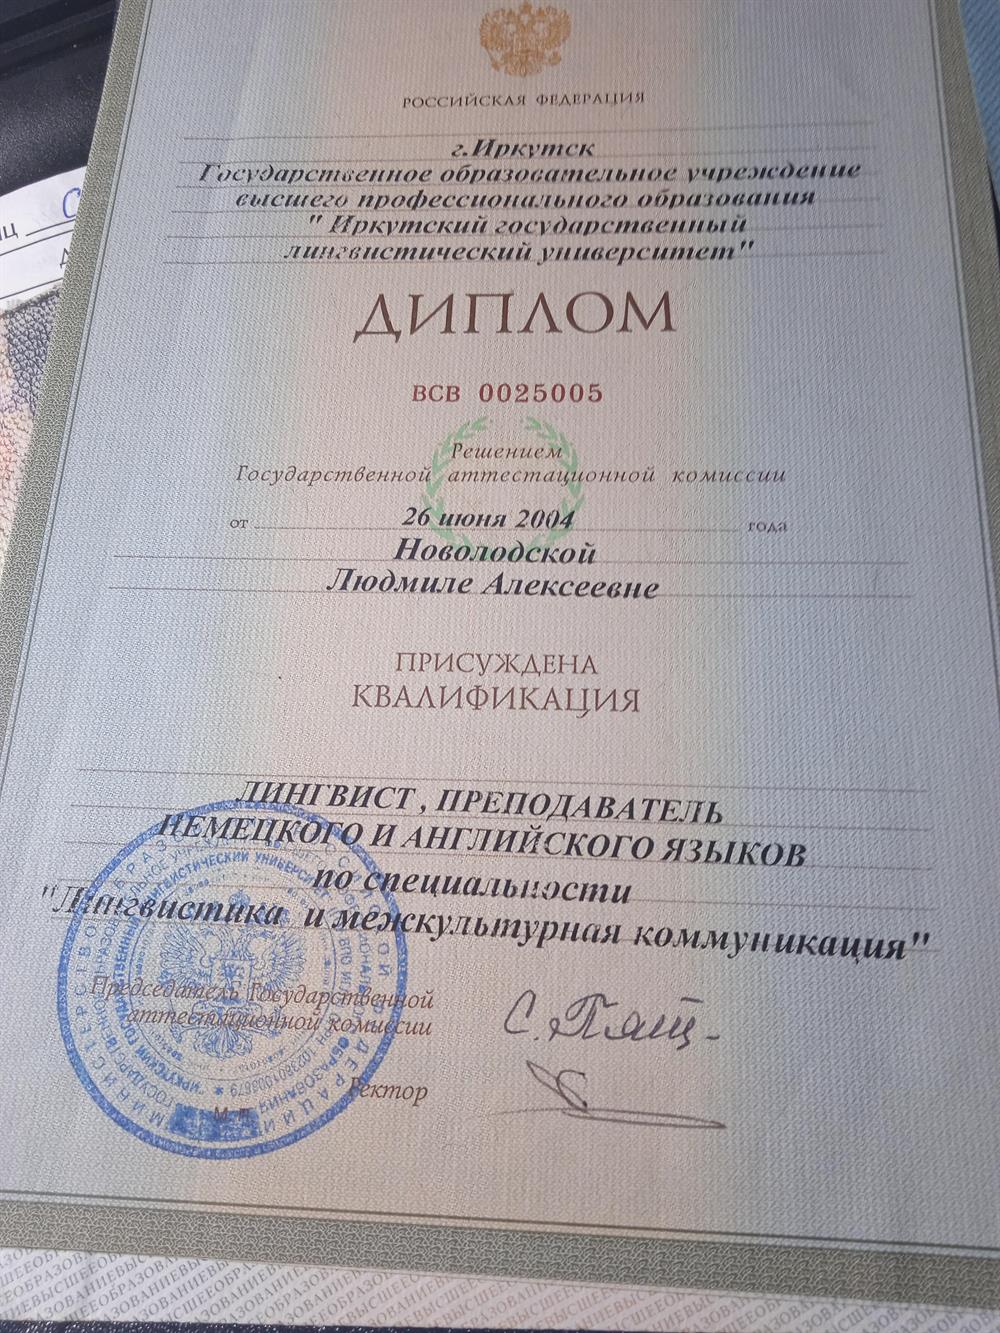 РОССИЙСКАЯ ФЕДЕРАЦИЯ
г.Иркутск
Государственное образовательное учреждение
высшего профессионального образования
" Иркутский государственный
лингвистический университет"
ДИПЛОМ
ВСВ 0025005
Решением
Государственной аттестационной комиссии
от 26 июня 2004 года
Новолодской
Людмиле Алексеевне
ПРИСУЖДЕНА
КВАЛИФИКАЦИЯ
ЛИНГВИСТ , ПРЕПОДАВАТЕЛЬ
НЕМЕЦКОГО И АНГЛИЙСКОГО ЯЗЫКОВ
по специальности
"Лингвистика и межкультурная коммуникация"
Председатель Государственной
аттестационной комиссии
Ректор
М. п.